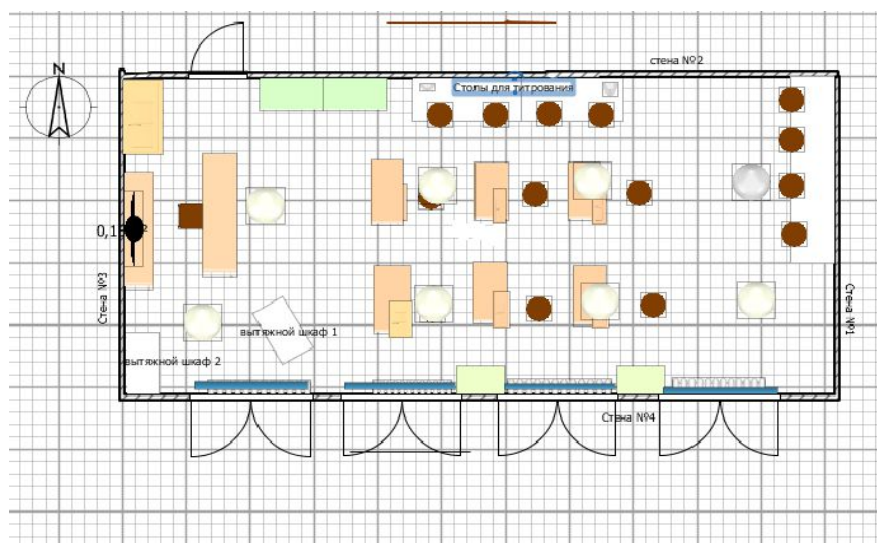 стена №2
N
Столы для титрования
Стена №3
вытяжной шкаф 1
Стена №1
вытяжной шкаф 2
Стена №4